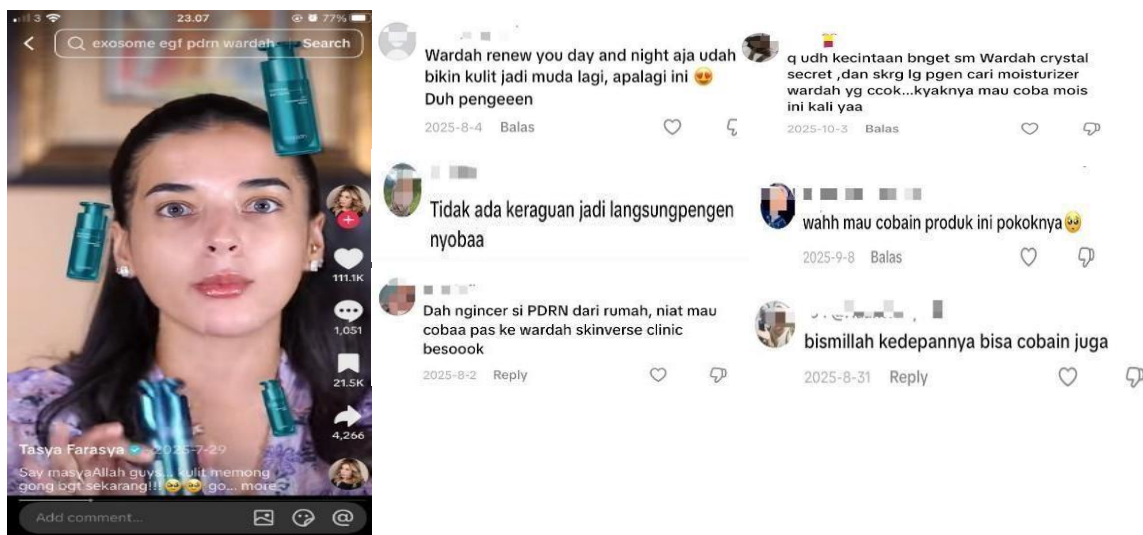 3
23.07
77%
exosome egf pdrn wardah
Search
111.1K
1,051
21.5K
4,266
Tasya Farasya 2025-7-29
Say masyaAllah guys... kulit memong
gong bgt sekarang!!! 🥹🥹 go... more
Add comment...
Wardah renew you day and night aja udah
bikin kulit jadi muda lagi, apalagi ini 😍
Duh pengeeen
2025-8-4 Balas
Tidak ada keraguan jadi langsungpengen
nyobaa
Dah ngincer si PDRN dari rumah, niat mau
cobaa pas ke wardah skinverse clinic
besoook
2025-8-2 Reply
q udh kecintaan bnget sm Wardah crystal
secret ,dan skrg lg pgen cari moisturizer
wardah yg ccok...kyaknya mau coba mois
ini kali yaa
2025-10-3 Balas
wahh mau cobain produk ini pokoknya🥹
2025-9-8 Balas
bismillah kedepannya bisa cobain juga
2025-8-31 Reply